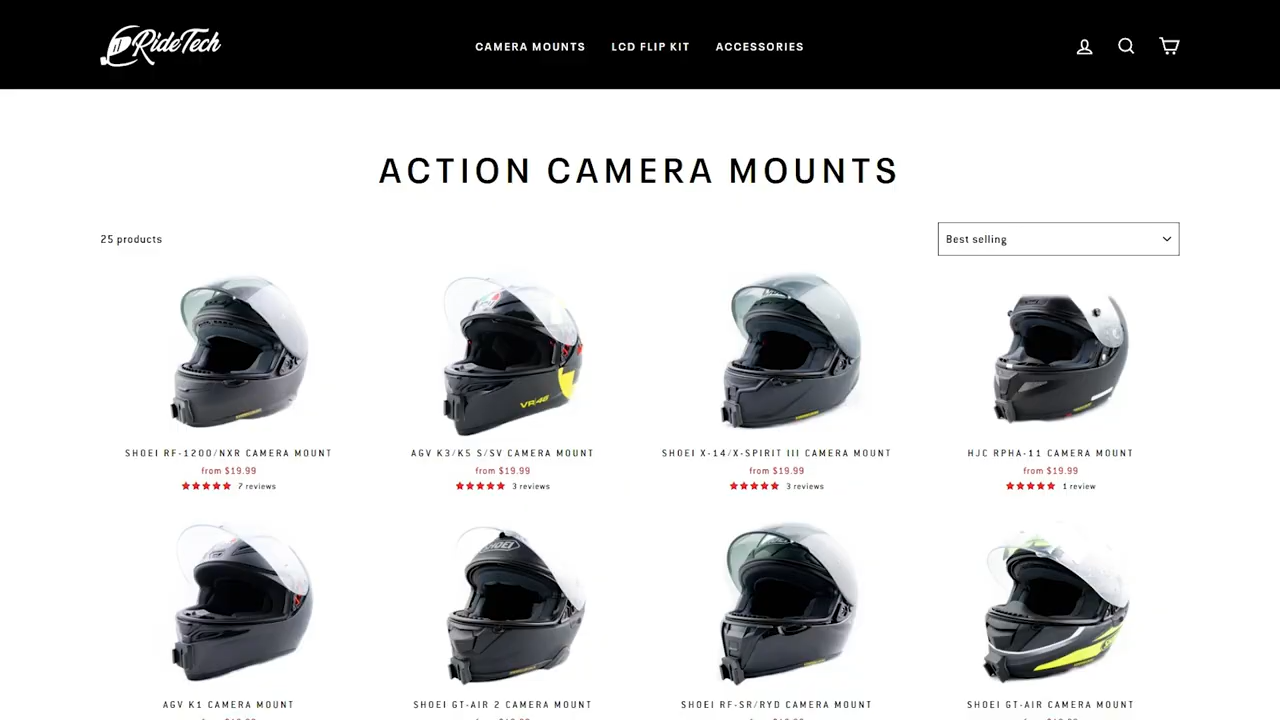 RideTech
CAMERA MOUNTS LCD FLIP KIT ACCESSORIES
ACTION CAMERA MOUNTS
25 products
Best selling
VR/46
SHOEI RF-1200/NXR CAMERA MOUNT
from $19.99
7 reviews
AGV K3/K5 S/SV CAMERA MOUNT
from $19.99
3 reviews
SHOEI X-14/X-SPIRIT III CAMERA MOUNT
from $19.99
3 reviews
HJC RPHA-11 CAMERA MOUNT
from $19.99
1 review
SHOEI
AGV K1 CAMERA MOUNT
SHOEI GT-AIR 2 CAMERA MOUNT
SHOEI RF-SR/RYD CAMERA MOUNT
SHOEI GT-AIR CAMERA MOUNT